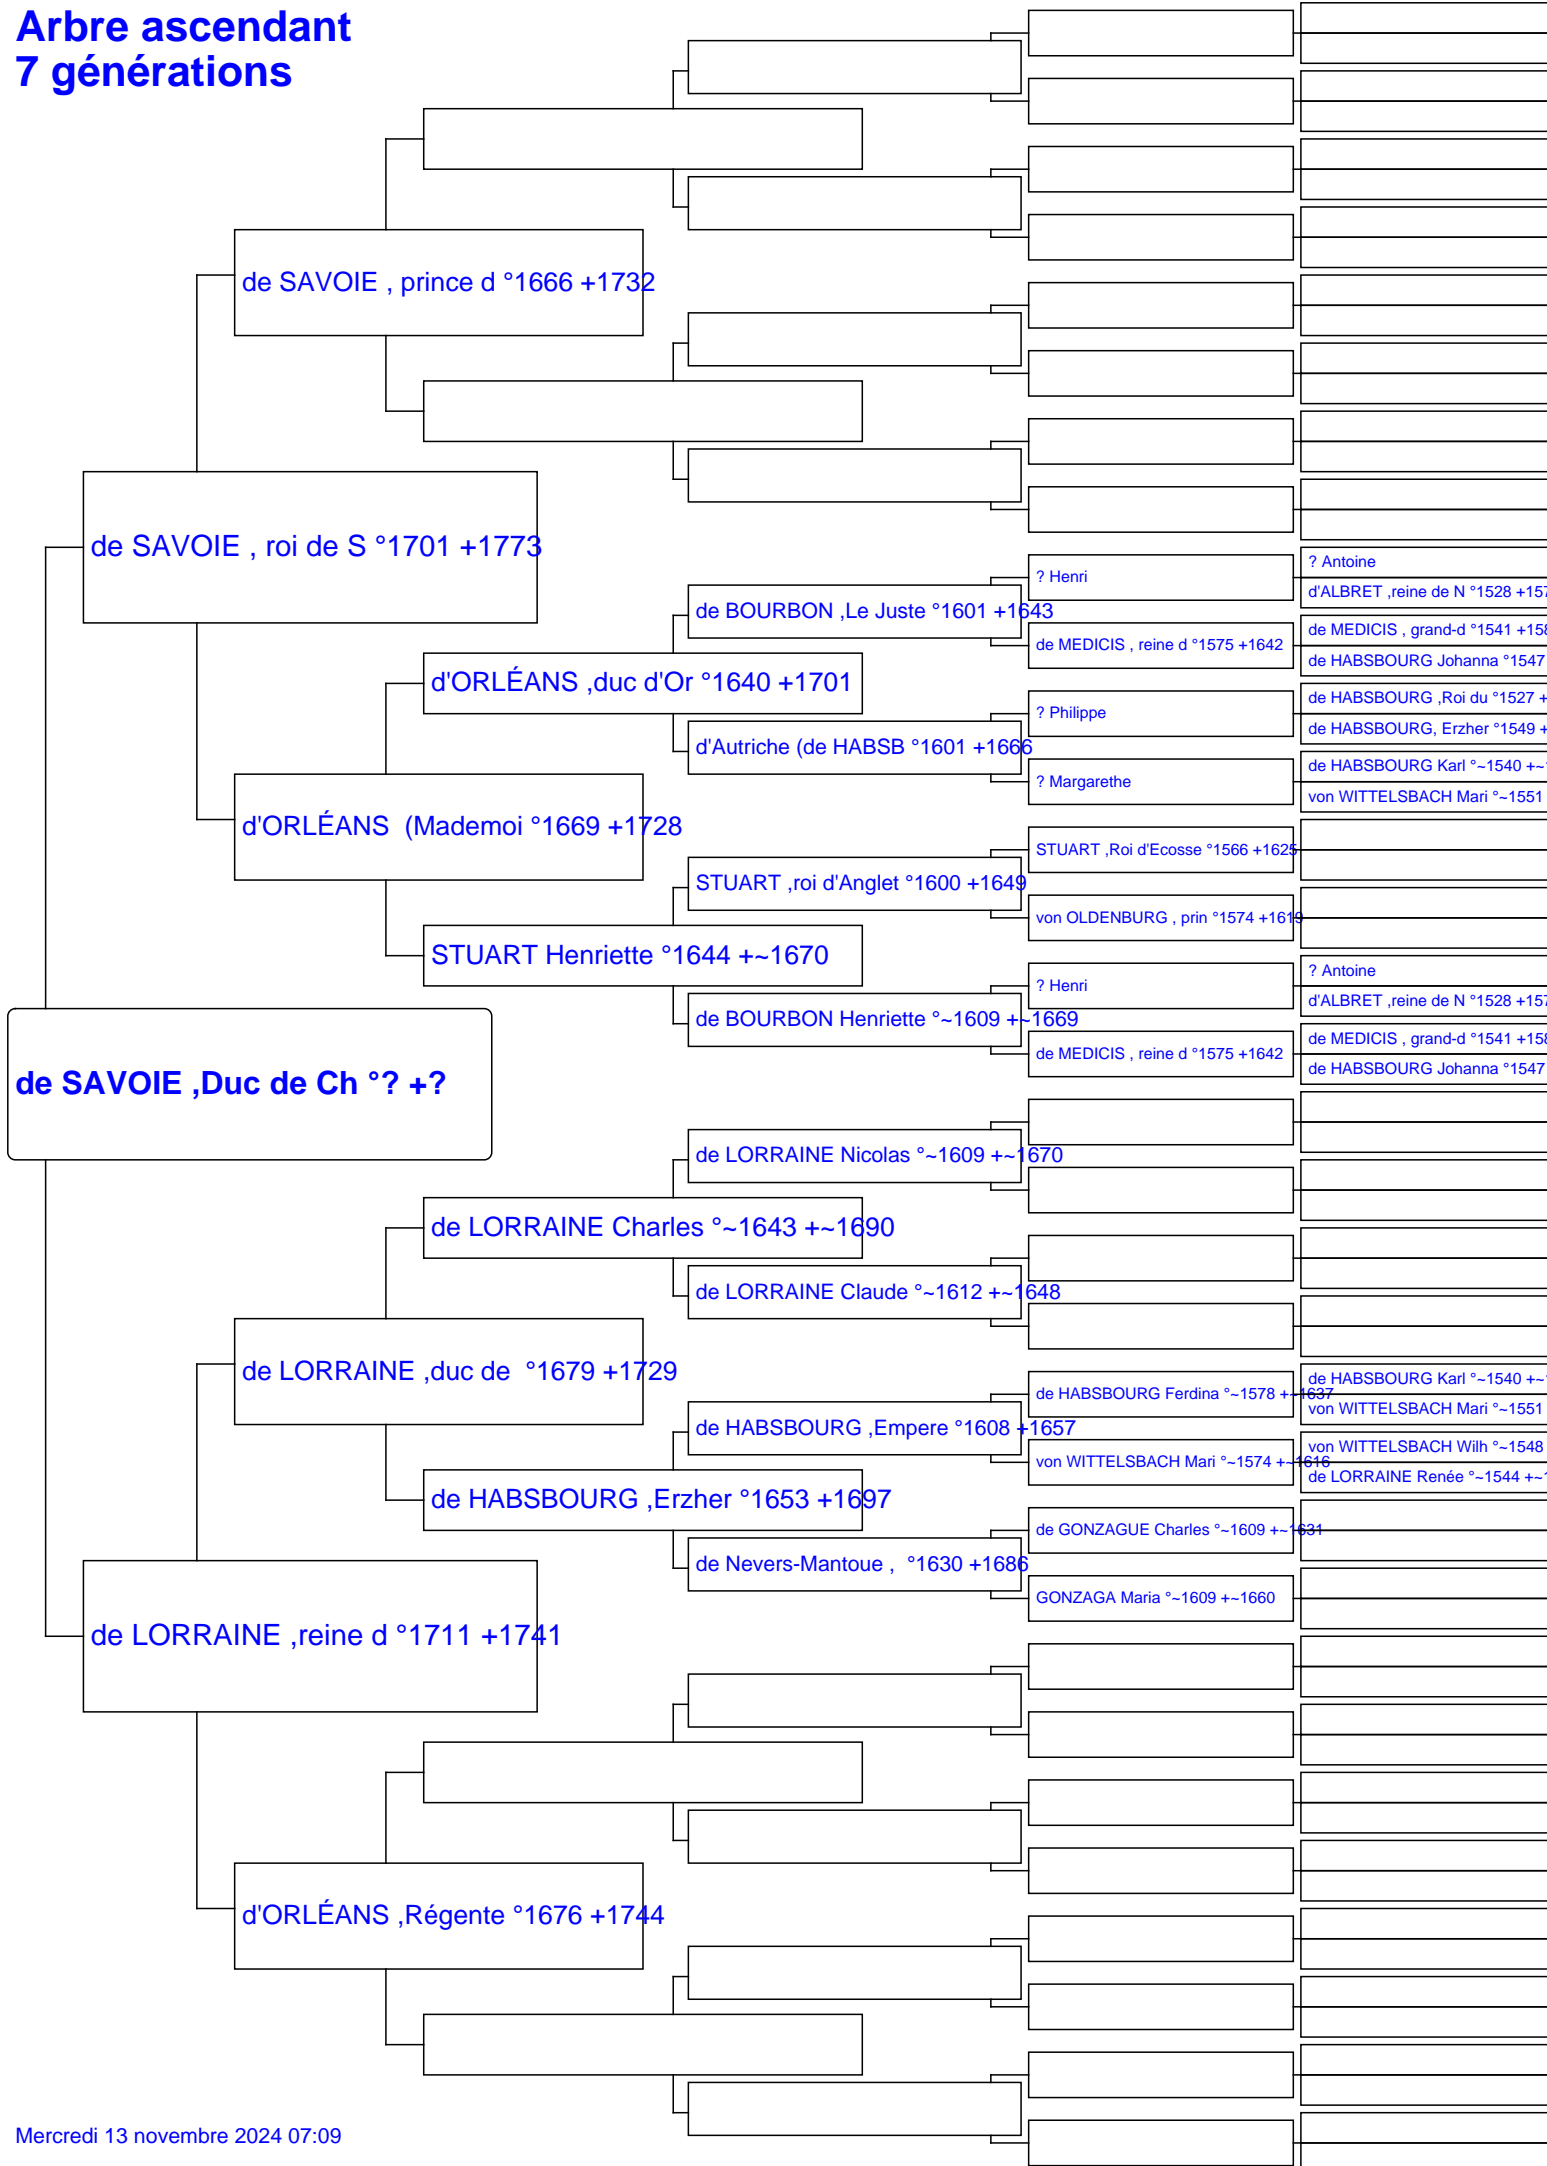 Arbre ascendant
7 générations
de SAVOIE , prince d °1666 +1732
de SAVOIE , roi de S °1701 +1773
? Henri
? Antoine
d'ALBRET ,reine de N °1528 +157
de BOURBON ,Le Juste °1601 +1643
de MEDICIS , reine d °1575 +1642
de MEDICIS , grand-d °1541 +158
de HABSBOURG Johanna °1547
d'ORLÉANS ,duc d'Or °1640 +1701
? Philippe
de HABSBOURG ,Roi du °1527 +
de HABSBOURG, Erzher °1549 +
d'Autriche (de HABSB °1601 +1666
? Margarethe
de HABSBOURG Karl °~1540 +~
von WITTELSBACH Mari °~1551
d'ORLÉANS  (Mademoi °1669 +1728
STUART ,Roi d'Ecosse °1566 +1625
STUART ,roi d'Anglet °1600 +1649
von OLDENBURG , prin °1574 +1619
STUART Henriette °1644 +~1670
? Henri
? Antoine
d'ALBRET ,reine de N °1528 +157
de BOURBON Henriette °~1609 +~1669
de MEDICIS , reine d °1575 +1642
de MEDICIS , grand-d °1541 +158
de HABSBOURG Johanna °1547
de SAVOIE ,Duc de Ch °? +?
de LORRAINE Nicolas °~1609 +~1670
de LORRAINE Charles °~1643 +~1690
de LORRAINE Claude °~1612 +~1648
de LORRAINE ,duc de  °1679 +1729
de HABSBOURG Ferdina °~1578 +~1637
de HABSBOURG Karl °~1540 +~
von WITTELSBACH Mari °~1551
de HABSBOURG ,Empere °1608 +1657
von WITTELSBACH Mari °~1574 +~1616
von WITTELSBACH Wilh °~1548
de LORRAINE Renée °~1544 +~1
de HABSBOURG ,Erzher °1653 +1697
de GONZAGUE Charles °~1609 +~1631
de Nevers-Mantoue ,  °1630 +1686
GONZAGA Maria °~1609 +~1660
de LORRAINE ,reine d °1711 +1741
d'ORLÉANS ,Régente °1676 +1744
Mercredi 13 novembre 2024 07:09